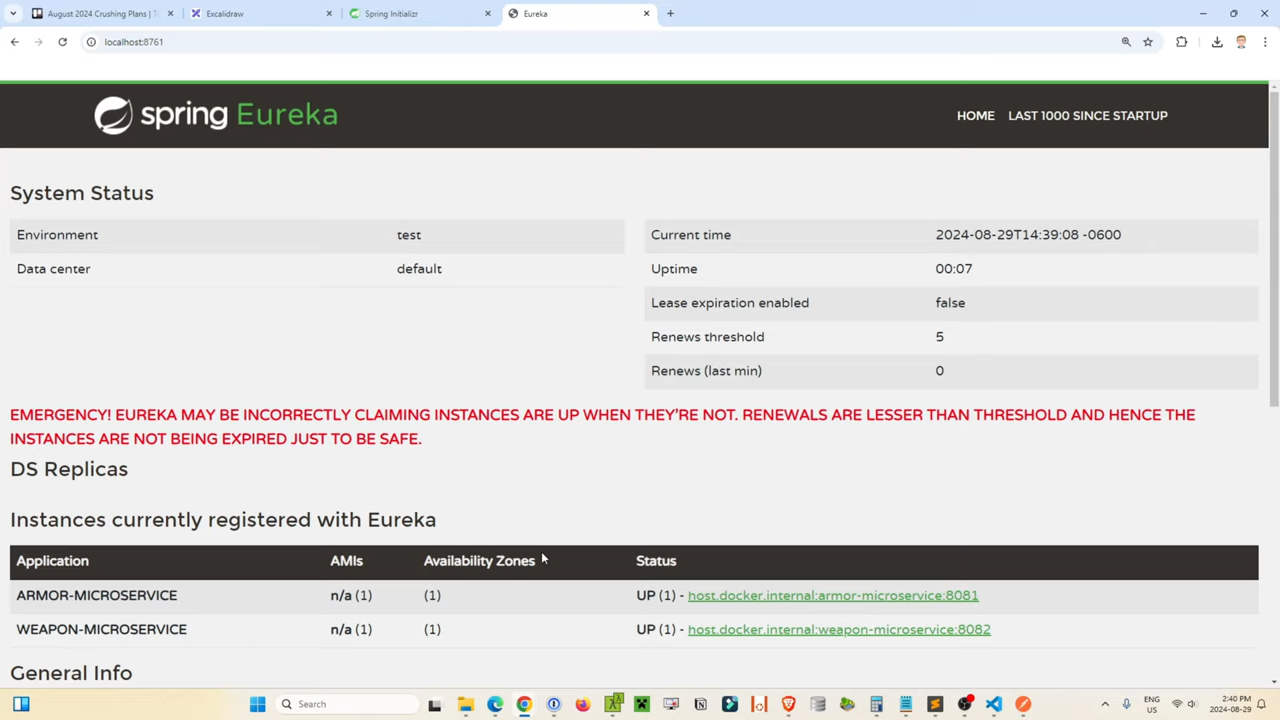 August 2024 Crushing Plans | T
Excalidraw
Spring Initializr
Eureka
localhost:8761
spring Eureka
HOME LAST 1000 SINCE STARTUP
System Status
Environment test
Data center default
Current time 2024-08-29T14:39:08 -0600
Uptime 00:07
Lease expiration enabled false
Renews threshold 5
Renews (last min) 0
EMERGENCY! EUREKA MAY BE INCORRECTLY CLAIMING INSTANCES ARE UP WHEN THEY'RE NOT. RENEWALS ARE LESSER THAN THRESHOLD AND HENCE THE
INSTANCES ARE NOT BEING EXPIRED JUST TO BE SAFE.
DS Replicas
Instances currently registered with Eureka
Application AMIs Availability Zones Status
ARMOR-MICROSERVICE n/a (1) (1) UP (1) - host.docker.internal:armor-microservice:8081
WEAPON-MICROSERVICE n/a (1) (1) UP (1) - host.docker.internal:weapon-microservice:8082
General Info
Search
ENG
US
2:40 PM
2024-08-29